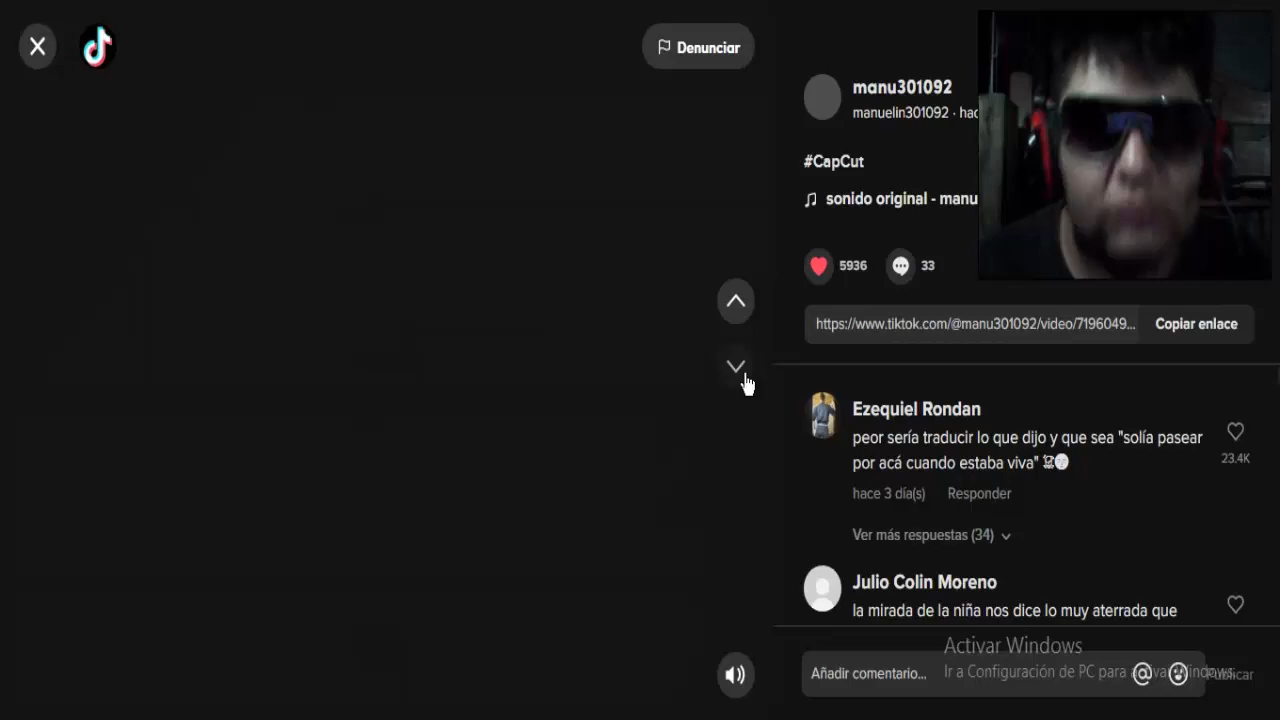 Denunciar
manu301092
manuelin301092 · hac
#CapCut
sonido original - manu
5936
33
https://www.tiktok.com/@manu301092/video/7196049...
Copiar enlace
Ezequiel Rondan
peor sería traducir lo que dijo y que sea "solía pasear
por acá cuando estaba viva"
23.4K
hace 3 día(s)
Responder
Ver más respuestas (34)
Julio Colin Moreno
la mirada de la niña nos dice lo muy aterrada que
Activar Windows
Ir a Configuración de PC para activar Windows.
Añadir comentario...
Publicar